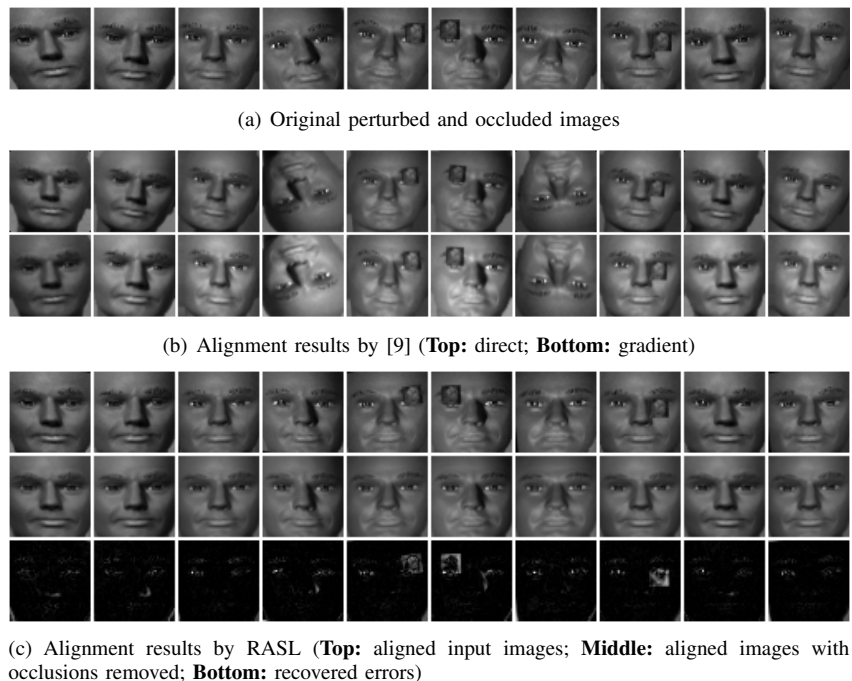 (a) Original perturbed and occluded images
(b) Alignment results by [9] (Top: direct; Bottom: gradient)
(c) Alignment results by RASL (Top: aligned input images; Middle: aligned images with
occlusions removed; Bottom: recovered errors)